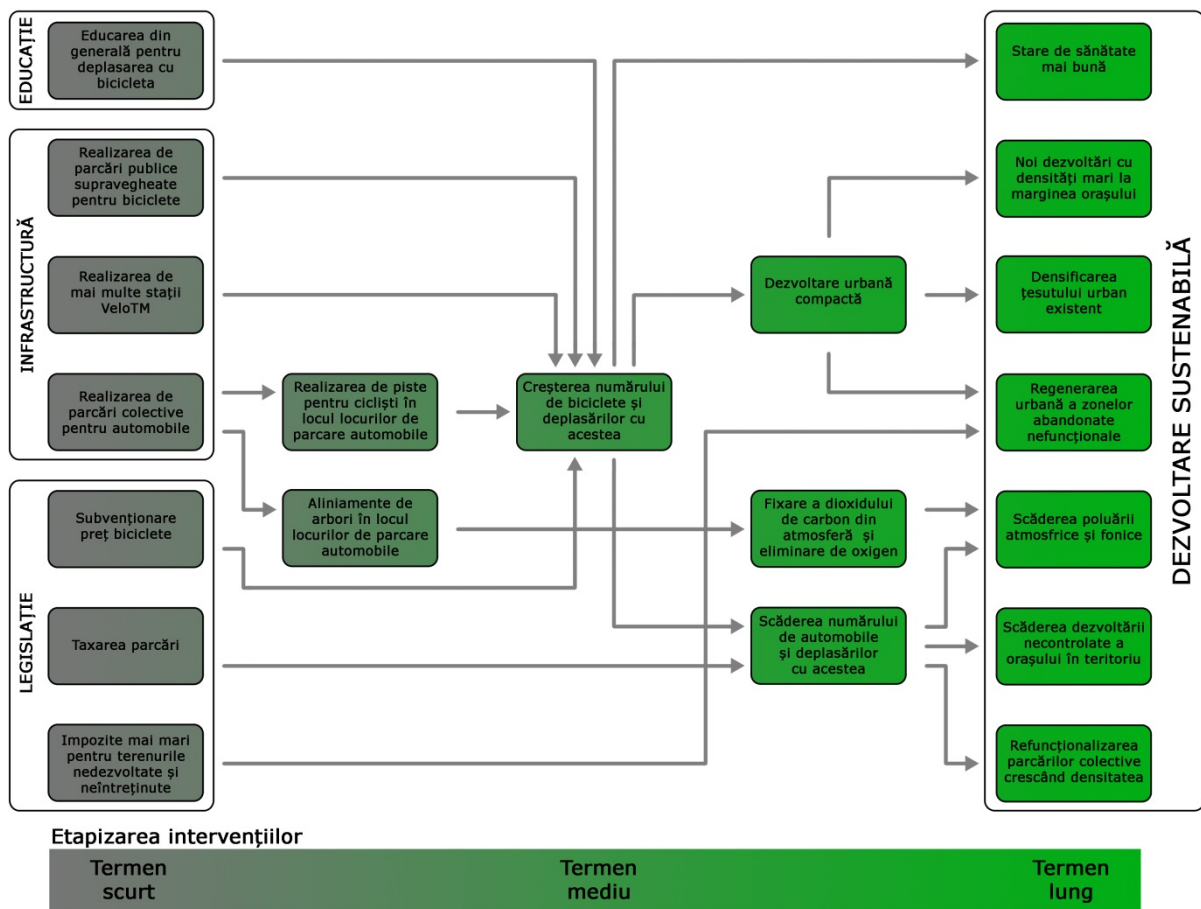 EDUCAȚIE
Educarea din
generală pentru
deplasarea cu
bicicleta
INFRASTRUCTURĂ
Realizarea de
parcări publice
supravegheate
pentru biciclete
Realizarea de
mai multe stații
VeloTM
Realizarea de
parcări colective
pentru automobile
LEGISLAȚIE
Subvenționare
preț biciclete
Taxarea parcări
Impozite mai mari
pentru terenurile
nedezvoltate și
neîntreținute
Realizarea de piste
pentru cicliști în
locul locurilor de
parcare automobile
Aliniamente de
arbori în locul
locurilor de parcare
automobile
Creșterea numărului
de biciclete și
deplasărilor cu
acestea
Dezvoltare urbană
compactă
Fixare a dioxidului
de carbon din
atmosferă și
eliminare de oxigen
Scăderea numărului
de automobile
și deplasărilor
cu acestea
Stare de sănătate
mai bună
Noi dezvoltări cu
densități mari la
marginea orașului
Densificarea
țesutului urban
existent
Regenerarea
urbană a zonelor
abandonate
nefuncționale
Scăderea poluării
atmosfrice și fonice
Scăderea dezvoltării
necontrolate a
orașului în teritoriu
Refuncționalizarea
parcărilor colective
crescând densitatea
DEZVOLTARE SUSTENABILĂ
Etapizarea intervențiilor
Termen
scurt
Termen
mediu
Termen
lung